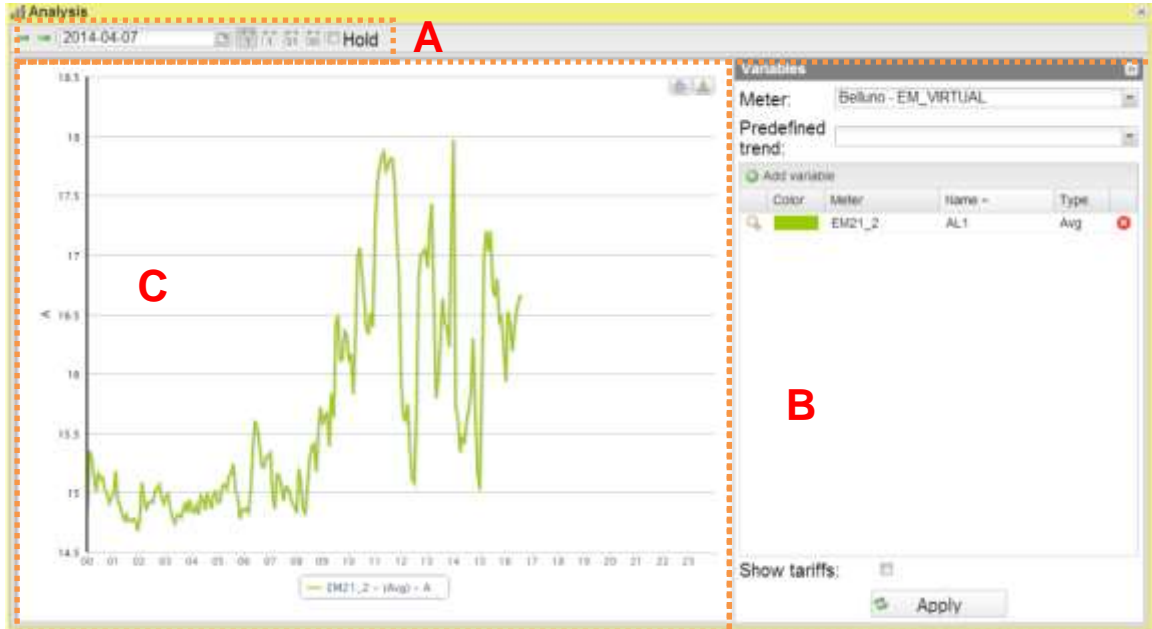 Analysis
2014-04-07
Hold
A
Variables
Meter:
Belluno - EM_VIRTUAL
Predefined
trend:
Add variable
Color Meter Name Type
EM21_2 AL1 Avg
B
Show tariffs:
Apply
C
18.5
18
17.5
17
A
16.5
16
15.5
15
14.5
00 01 02 03 04 05 06 07 08 09 10 11 12 13 14 15 16 17 18 19 20 21 22 23
EM21_2 - (Avg) - A